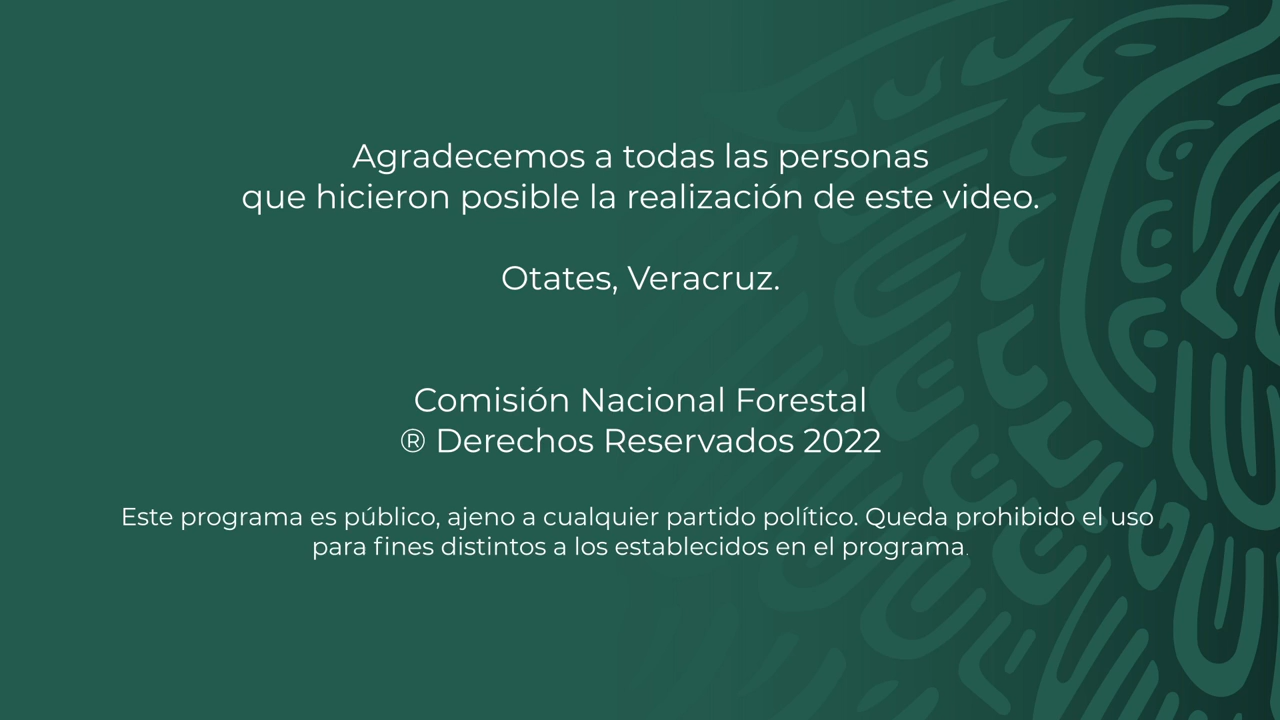 Agradecemos a todas las personas
que hicieron posible la realización de este video.
Otates, Veracruz.
Comisión Nacional Forestal
® Derechos Reservados 2022
Este programa es público, ajeno a cualquier partido político. Queda prohibido el uso
para fines distintos a los establecidos en el programa.